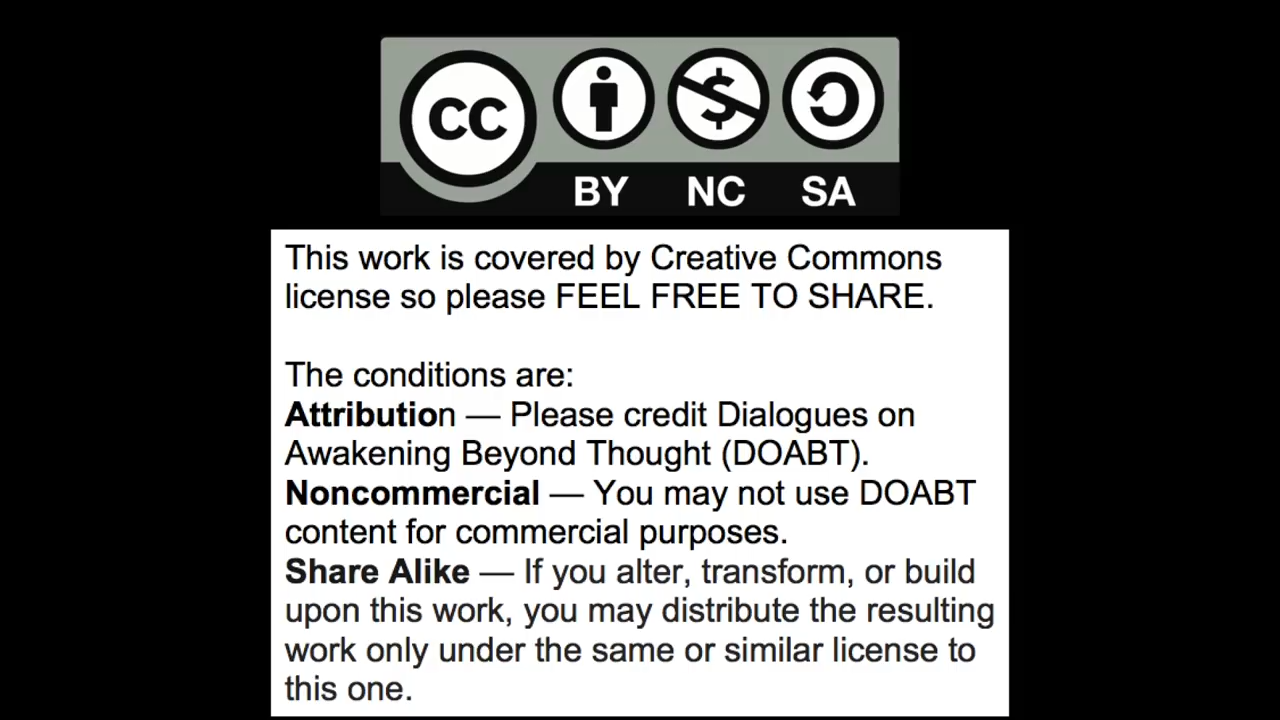 CC
BY NC SA
This work is covered by Creative Commons
license so please FEEL FREE TO SHARE.
The conditions are:
Attribution — Please credit Dialogues on
Awakening Beyond Thought (DOABT).
Noncommercial — You may not use DOABT
content for commercial purposes.
Share Alike — If you alter, transform, or build
upon this work, you may distribute the resulting
work only under the same or similar license to
this one.